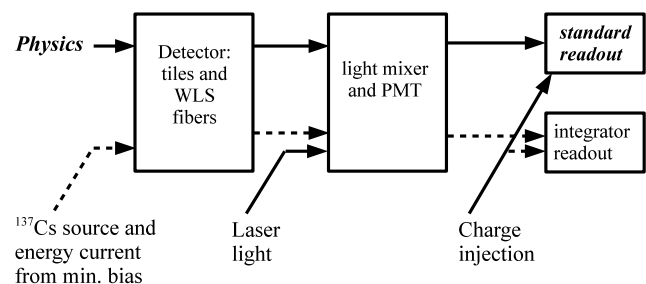 Physics
Detector:
tiles and
WLS
fibers
light mixer
and PMT
standard
readout
integrator
readout
¹³⁷Cs source and
energy current
from min. bias
Laser
light
Charge
injection